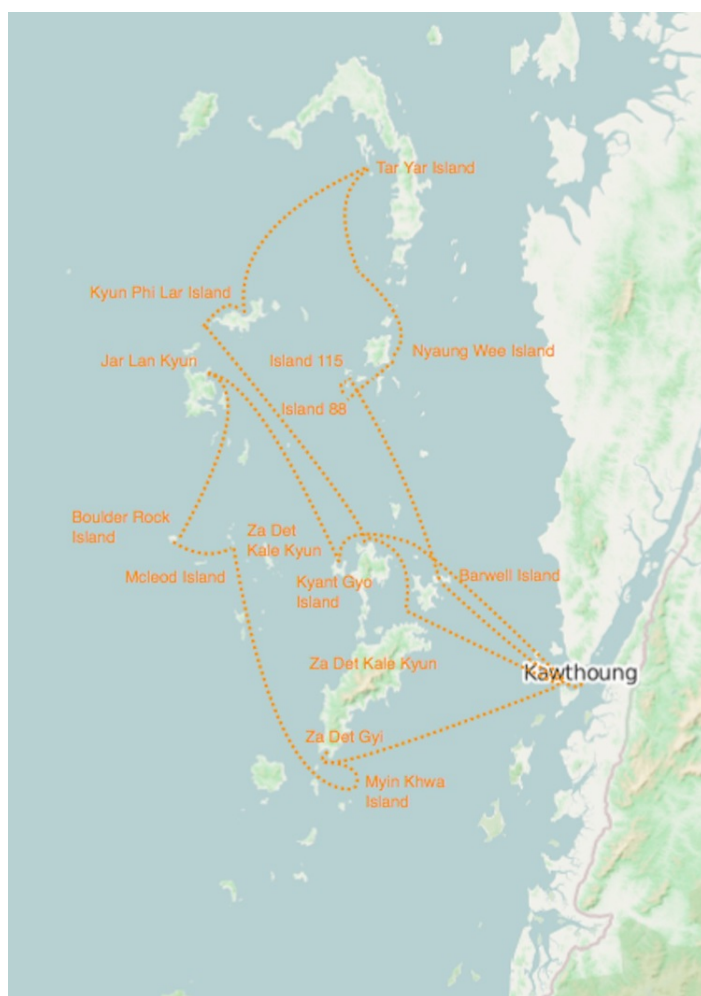 Tar Yar Island
Kyun Phi Lar Island
Nyaung Wee Island
Island 115
Jar Lan Kyun
Island 88
Boulder Rock
Island
Za Det
Kale Kyun
Mcleod Island
Kyant Gyo
Island
Barwell Island
Za Det Kale Kyun
Kawthoung
Za Det Gyi
Myin Khwa
Island